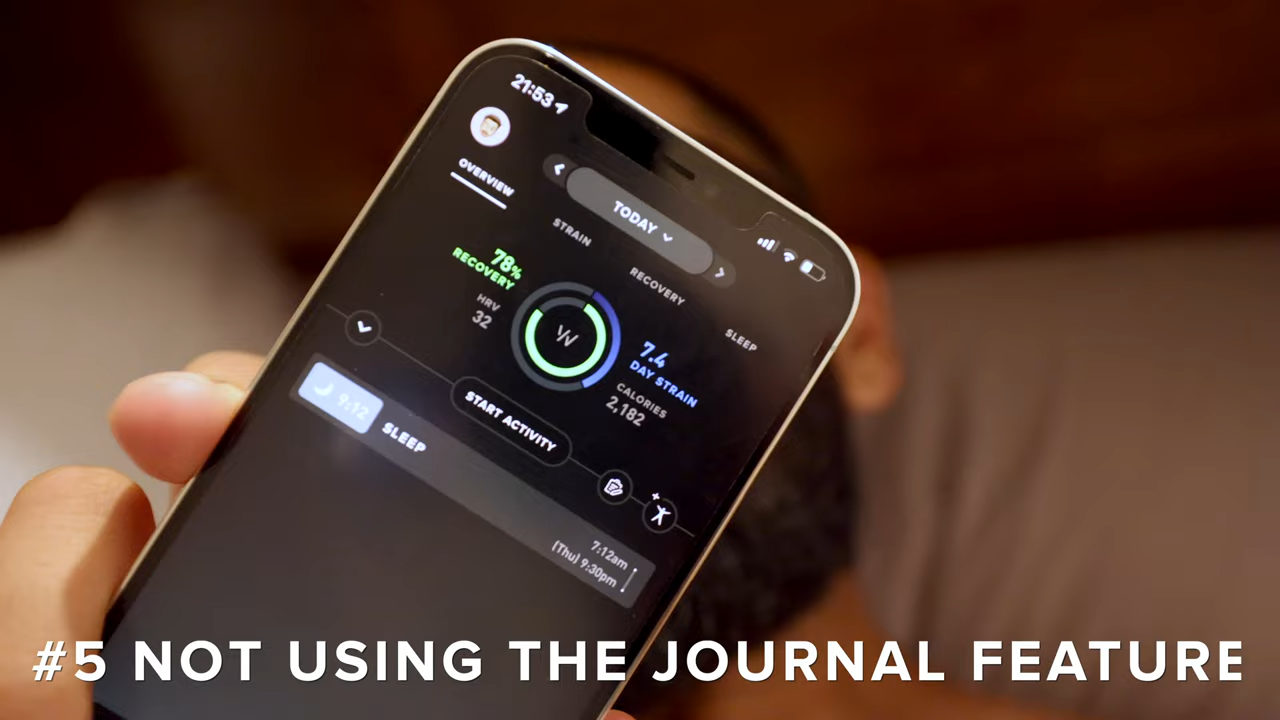 21:53
OVERVIEW
TODAY
STRAIN
RECOVERY
SLEEP
78%
RECOVERY
HRV
32
7.4
DAY STRAIN
CALORIES
2,182
START ACTIVITY
9:12
SLEEP
7:12am
(Thu) 9:30pm
#5 NOT USING THE JOURNAL FEATURE